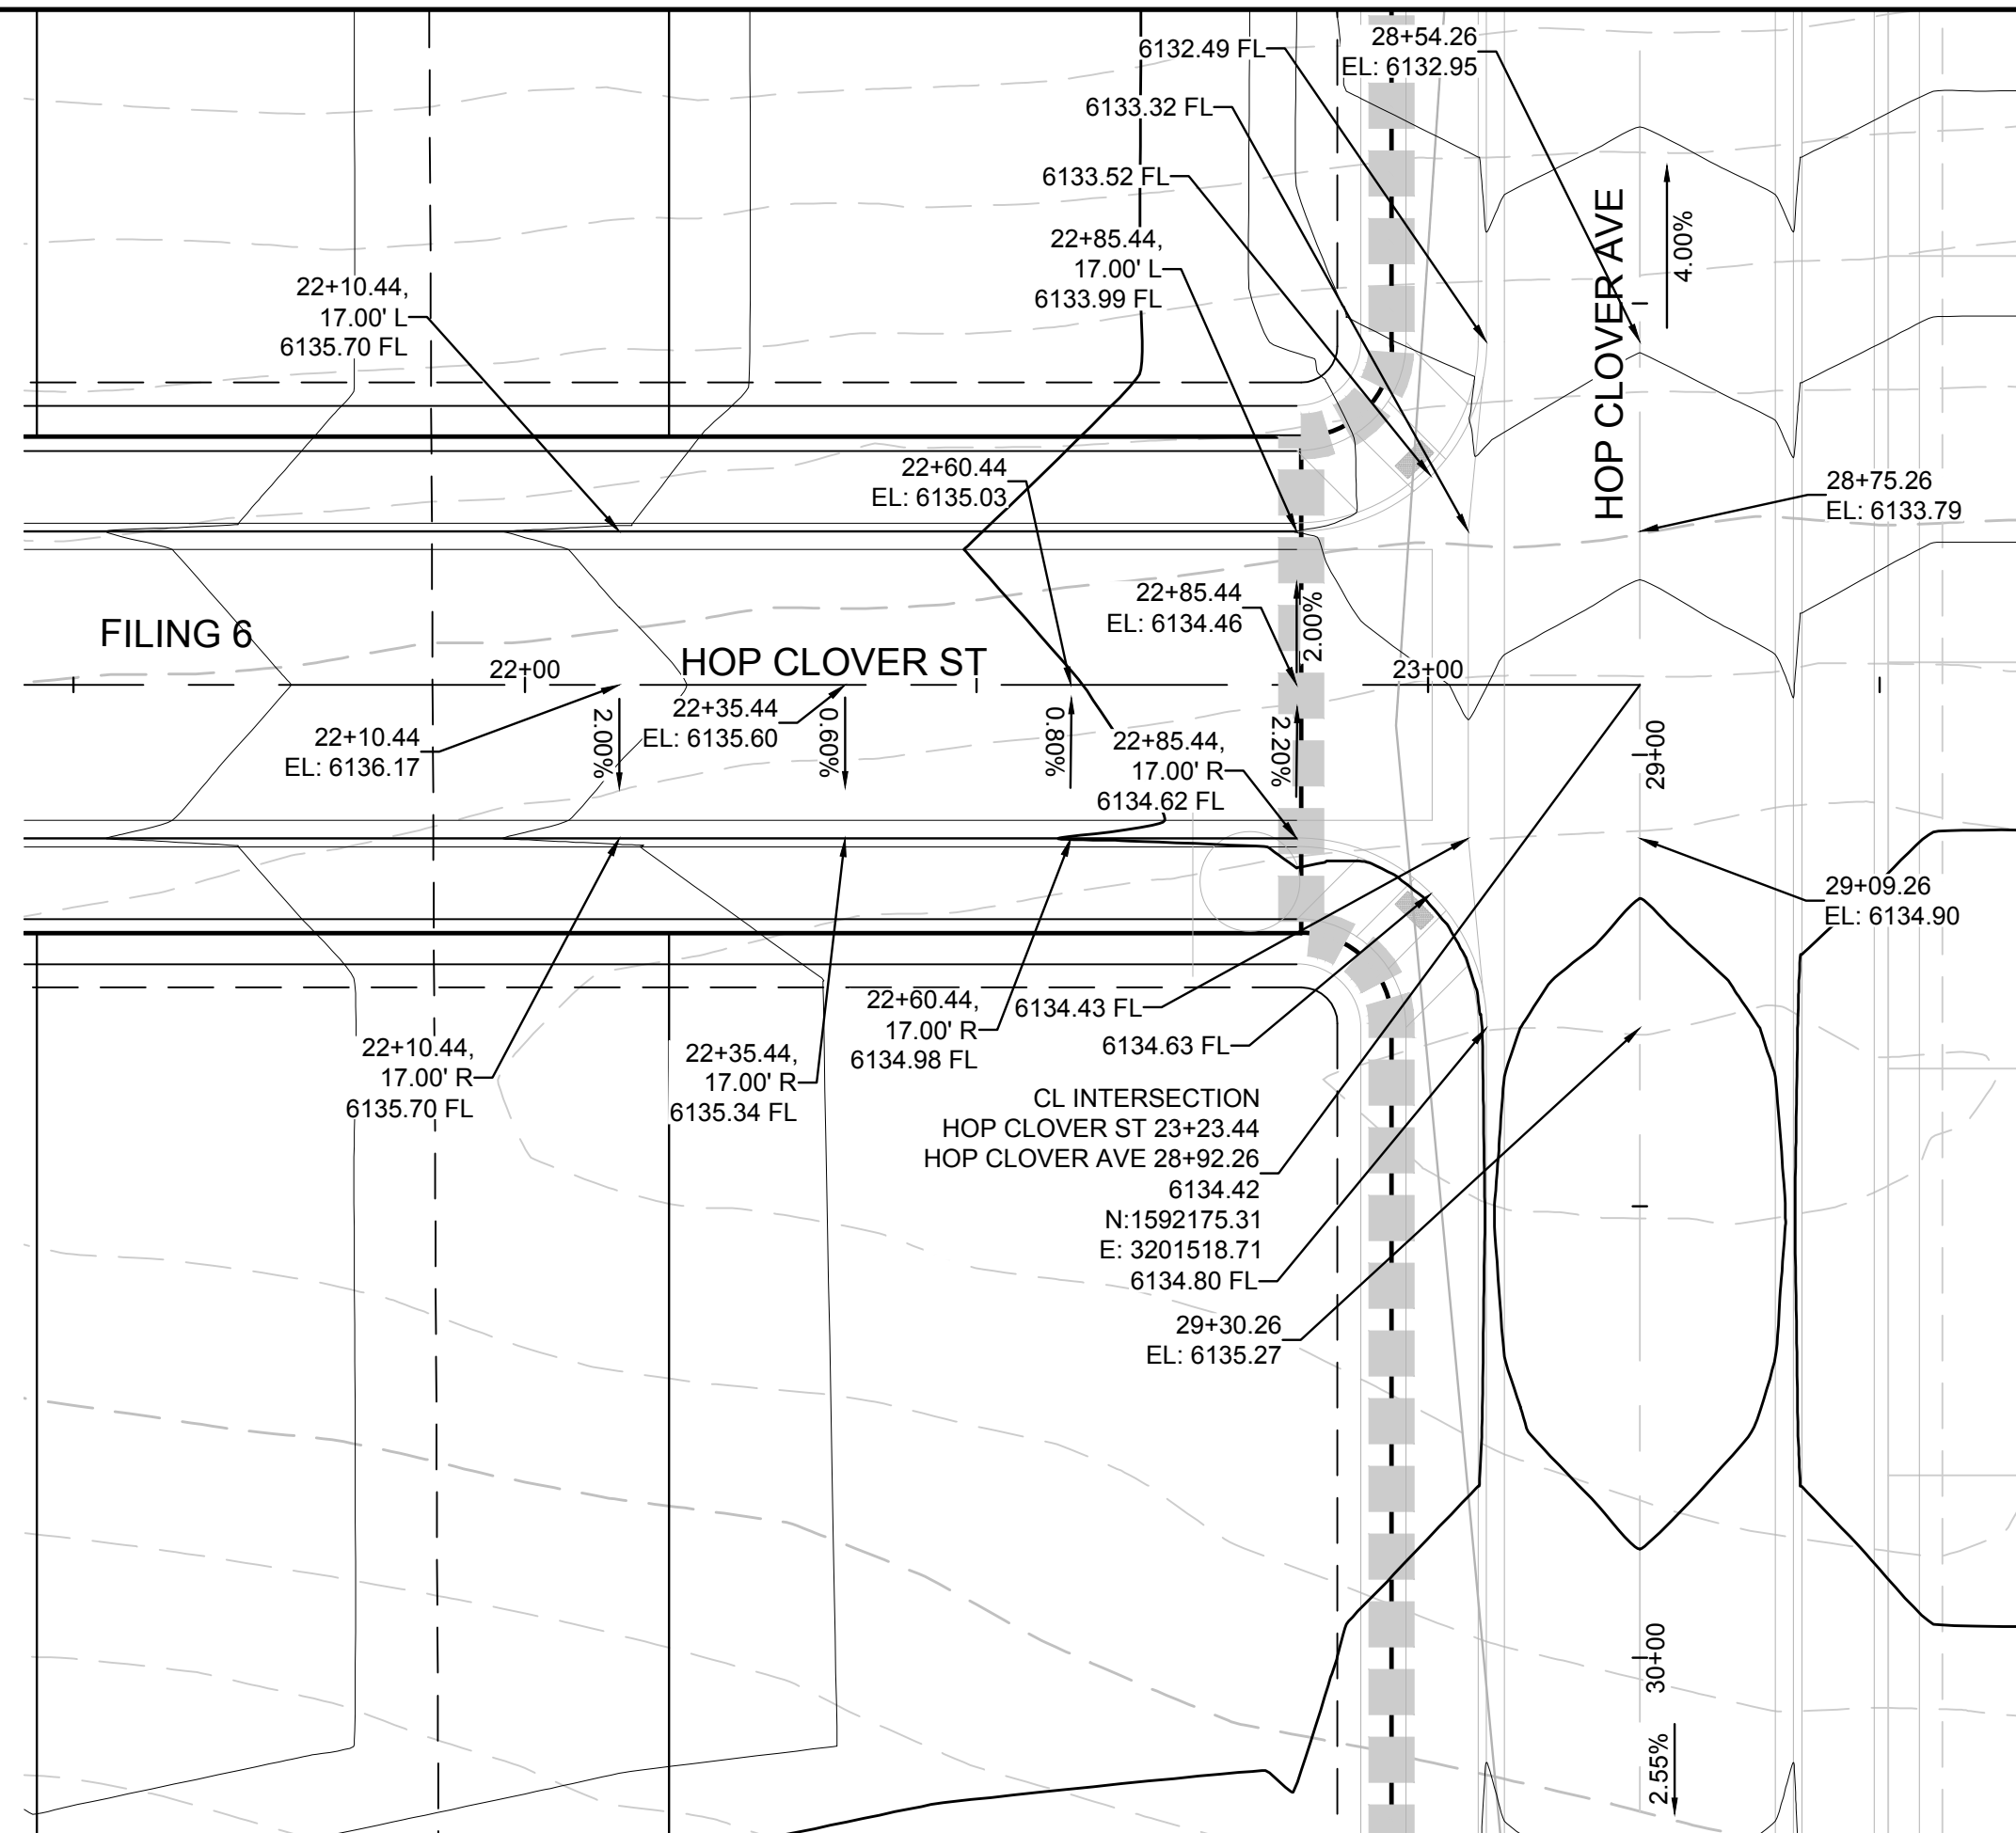 6132.49 FL
28+54.26
EL: 6132.95
6133.32 FL
6133.52 FL
22+85.44,
17.00' L
6133.99 FL
22+10.44,
17.00' L
6135.70 FL
HOP CLOVER AVE
4.00%
22+60.44
EL: 6135.03
28+75.26
EL: 6133.79
22+85.44
EL: 6134.46
2.00%
FILING 6
22+00
HOP CLOVER ST
23+00
22+10.44
EL: 6136.17
2.00%
22+35.44
EL: 6135.60
0.60%
0.80%
22+85.44,
17.00' R
6134.62 FL
2.20%
29+00
29+09.26
EL: 6134.90
22+10.44,
17.00' R
6135.70 FL
22+35.44,
17.00' R
6135.34 FL
22+60.44,
17.00' R
6134.98 FL
6134.43 FL
6134.63 FL
CL INTERSECTION
HOP CLOVER ST 23+23.44
HOP CLOVER AVE 28+92.26
6134.42
N:1592175.31
E: 3201518.71
6134.80 FL
29+30.26
EL: 6135.27
30+00
2.55%